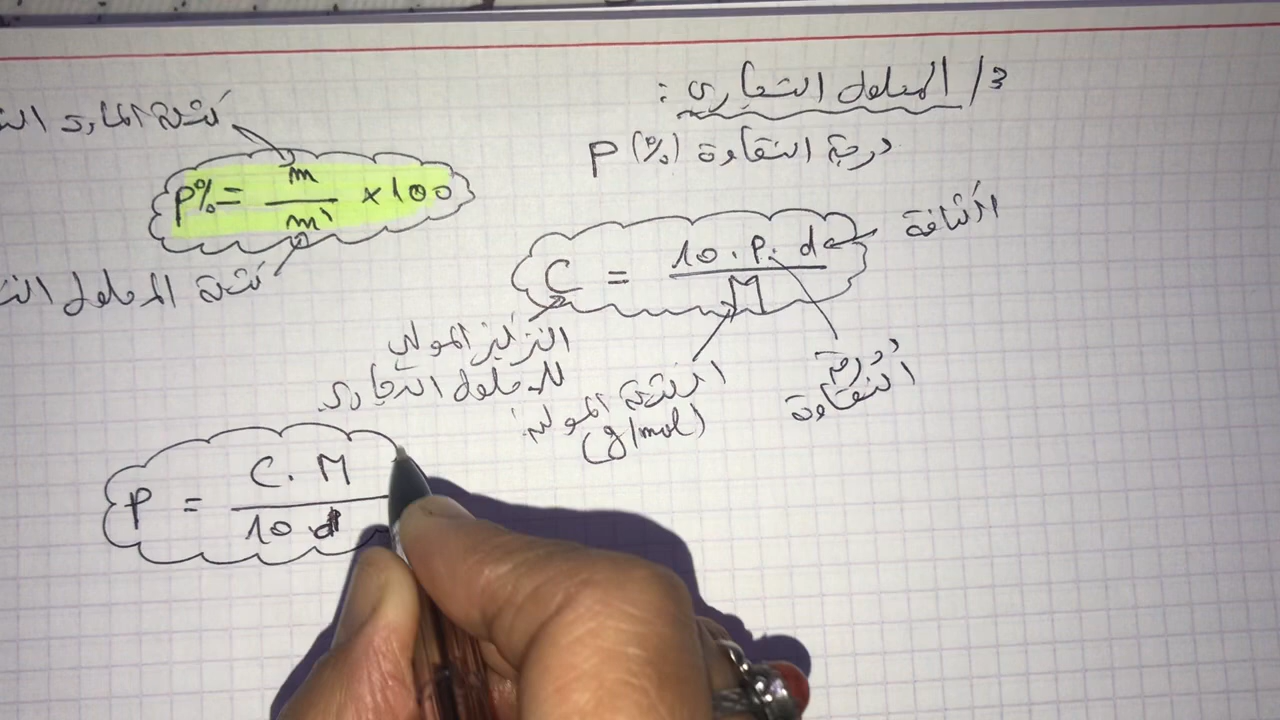 3/ المحلول التجاري :
درجة النقاوة P (%)
كتلة المادة
P% = m / m' × 100
كتلة المحلول
الكثافة
C = 10 . P . d / M
التركيز المولي
للمحلول التجاري
الكتلة المولية
(g/mol)
درجة
النقاوة
P = C . M / 10 d